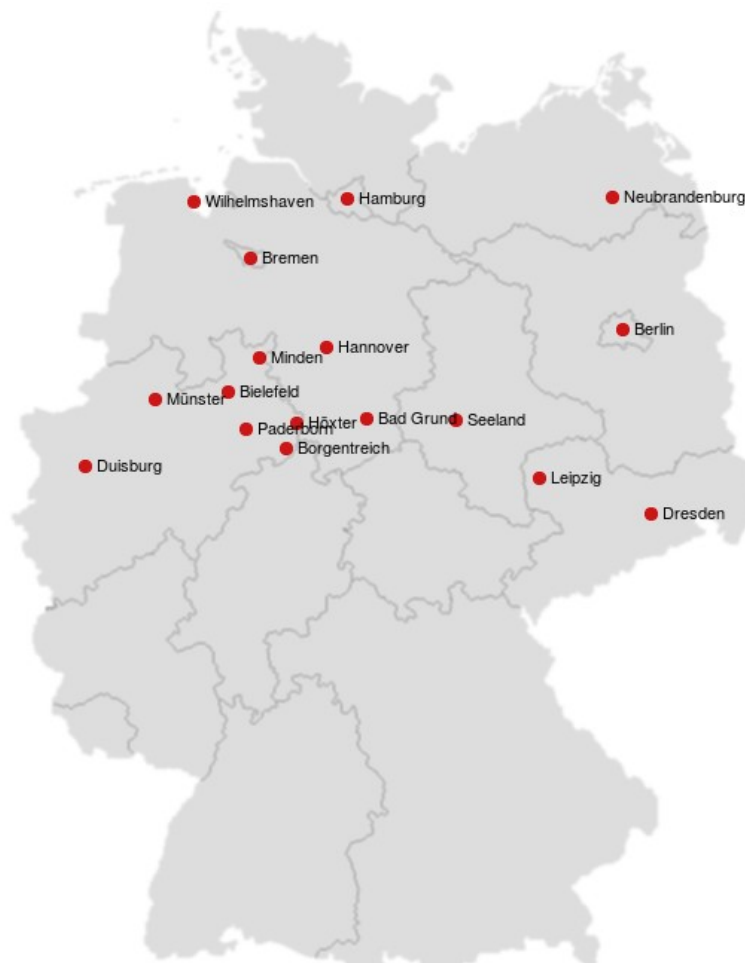 Neubrandenburg
Hamburg
Wilhelmshaven
Bremen
Berlin
Hannover
Minden
Bielefeld
Münster
Bad Grund
Seeland
Höxter
Paderborn
Borgentreich
Duisburg
Leipzig
Dresden